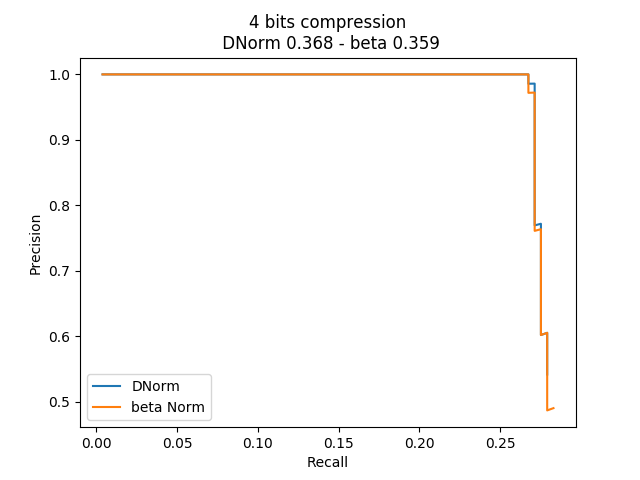 4 bits compression
DNorm 0.368 - beta 0.359
1.0
0.9
0.8
0.7
0.6
0.5
Precision
DNorm
beta Norm
0.00 0.05 0.10 0.15 0.20 0.25
Recall